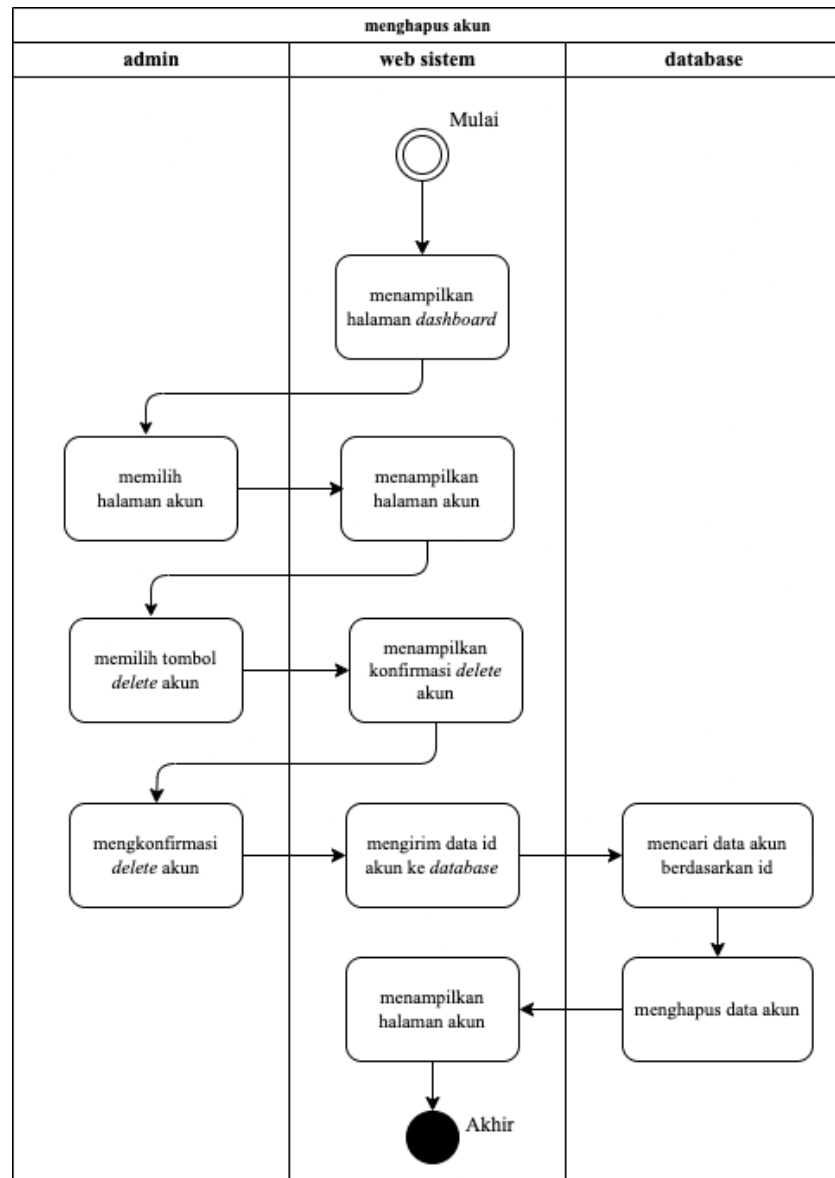 menghapus akun
admin
web sistem
database
Mulai
menampilkan
halaman dashboard
memilih
halaman akun
menampilkan
halaman akun
memilih tombol
delete akun
menampilkan
konfirmasi delete
akun
mengkonfirmasi
delete akun
mengirim data id
akun ke database
mencari data akun
berdasarkan id
menampilkan
halaman akun
menghapus data akun
Akhir